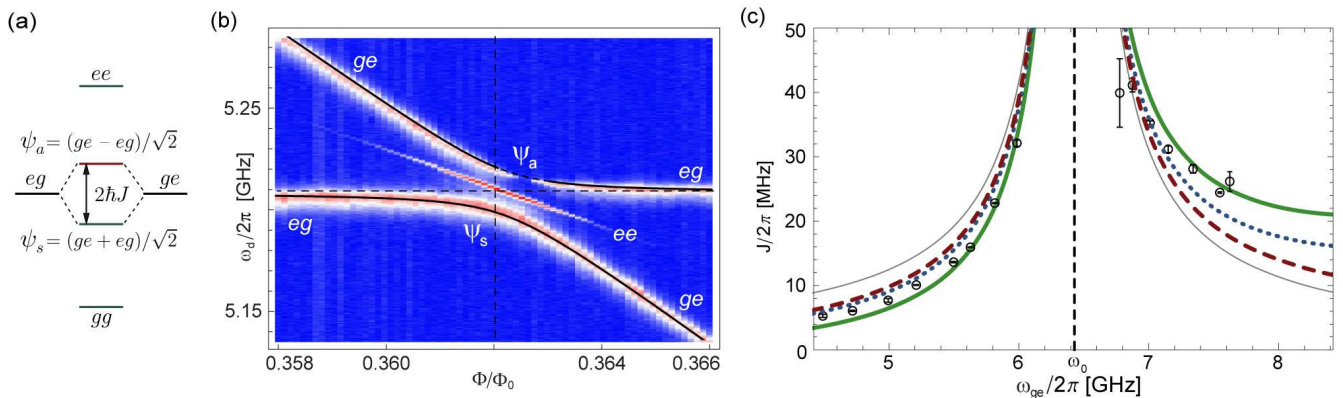 (a)
ee
ψₐ = (ge − eg)/√2
eg
2ℏJ
ge
ψₛ = (ge + eg)/√2
gg
(b)
ω_d/2π [GHz]
5.25
5.15
ge
ψₐ
eg
eg
ψₛ
ee
ge
0.358
0.360
0.362
0.364
0.366
Φ/Φ₀
(c)
J/2π [MHz]
50
40
30
20
10
0
5
6
ω₀
7
8
ω_ge/2π [GHz]